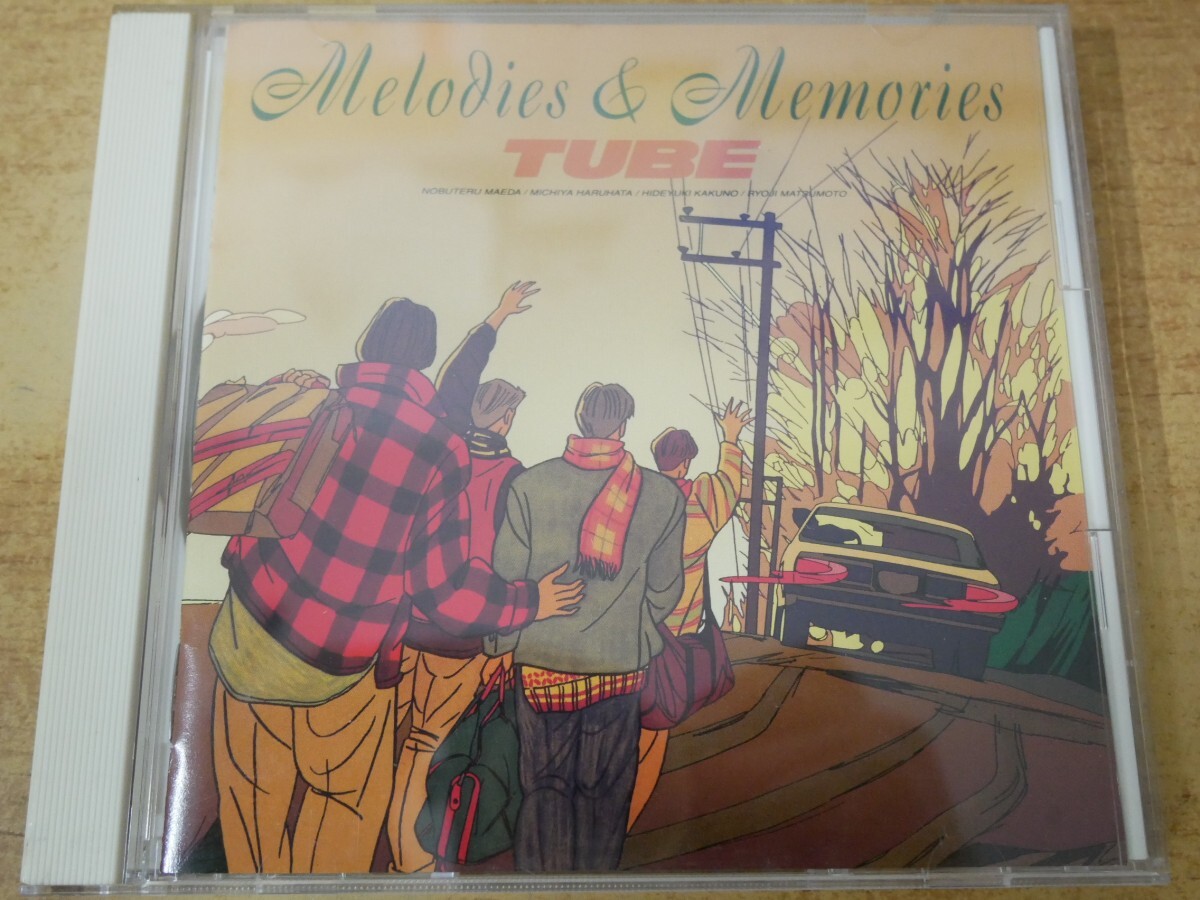 Melodies & Memories
TUBE
NOBUTERU MAEDA / MICHIYA HARUHATA / HIDEYUKI KAKUNO / RYOJI MATSUMOTO